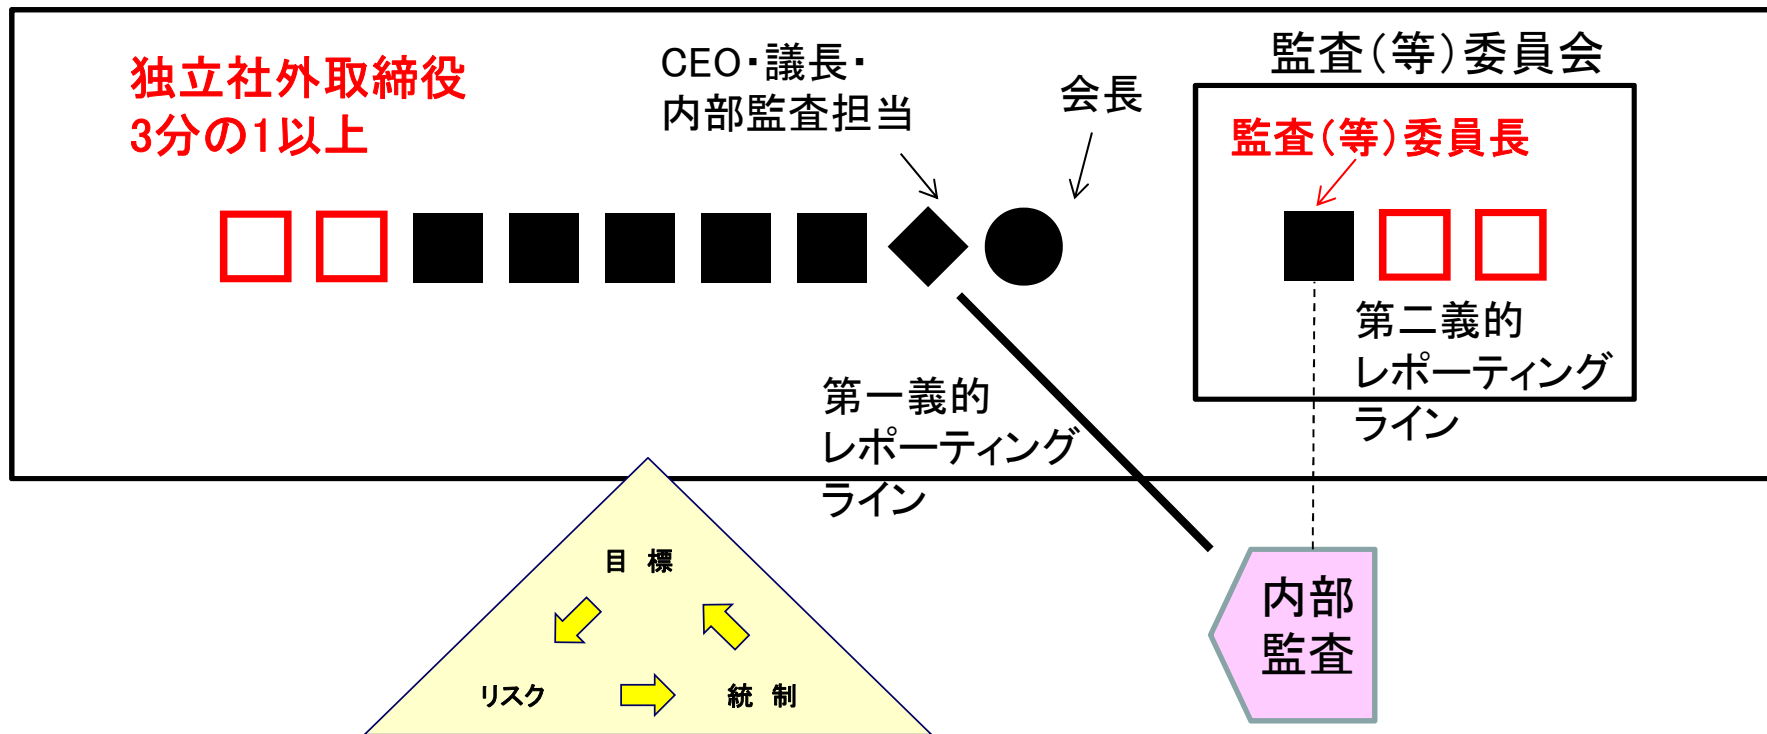 独立社外取締役
3分の1以上
CEO・議長・
内部監査担当
会長
監査(等)委員会
監査(等)委員長
第二義的
レポーティング
ライン
第一義的
レポーティング
ライン
目 標
リスク
統 制
内部
監査